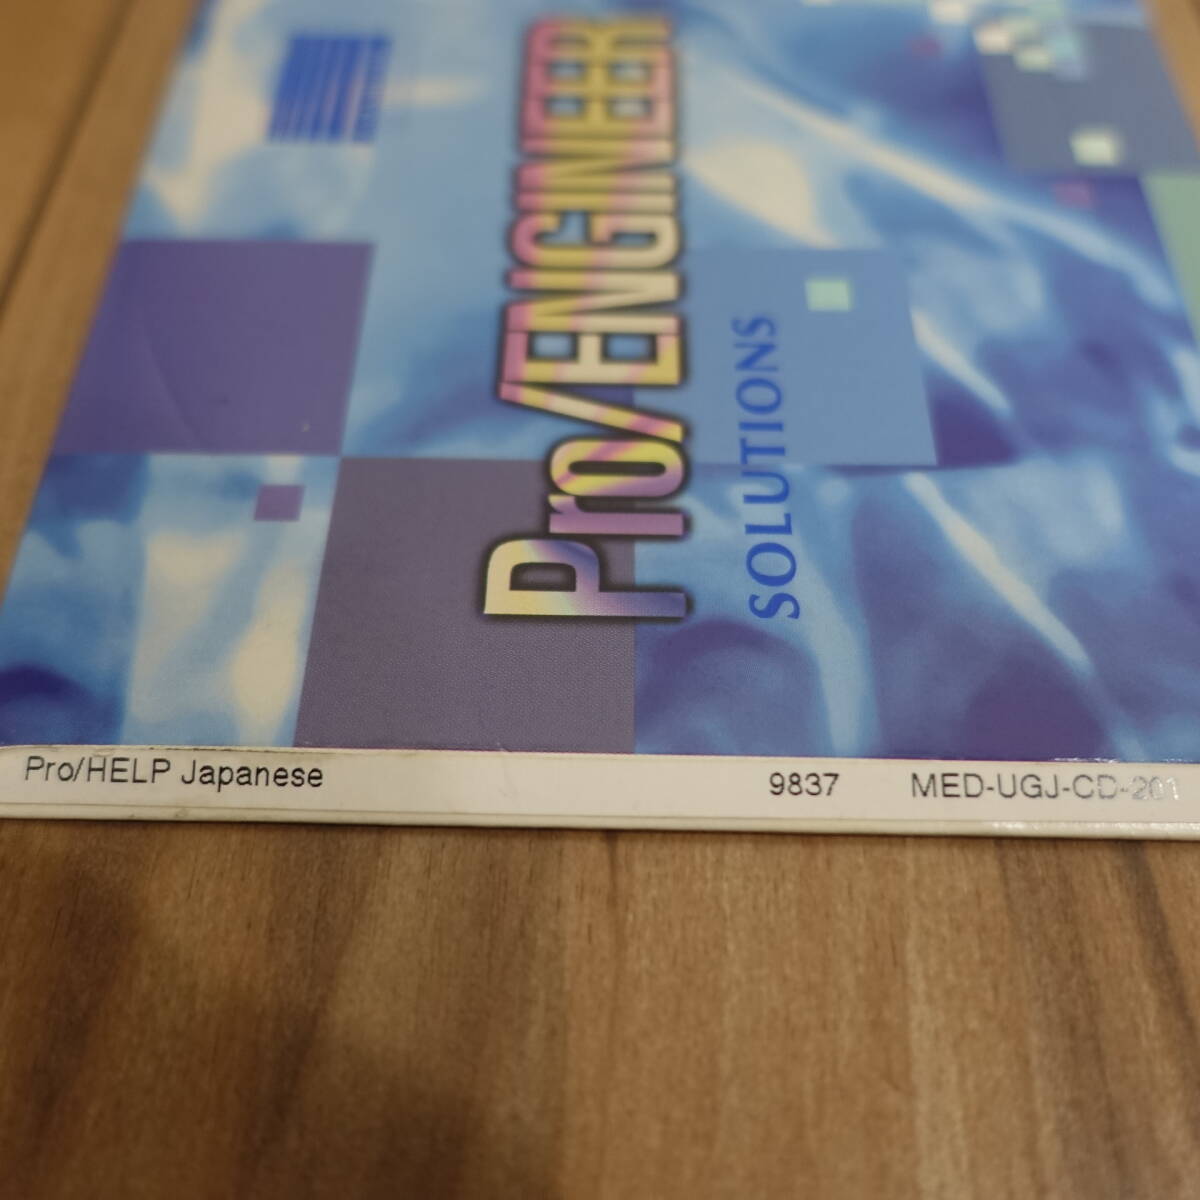 Pro/ENGINEER
SOLUTIONS
Pro/HELP Japanese 9837 MED-UGJ-CD-201